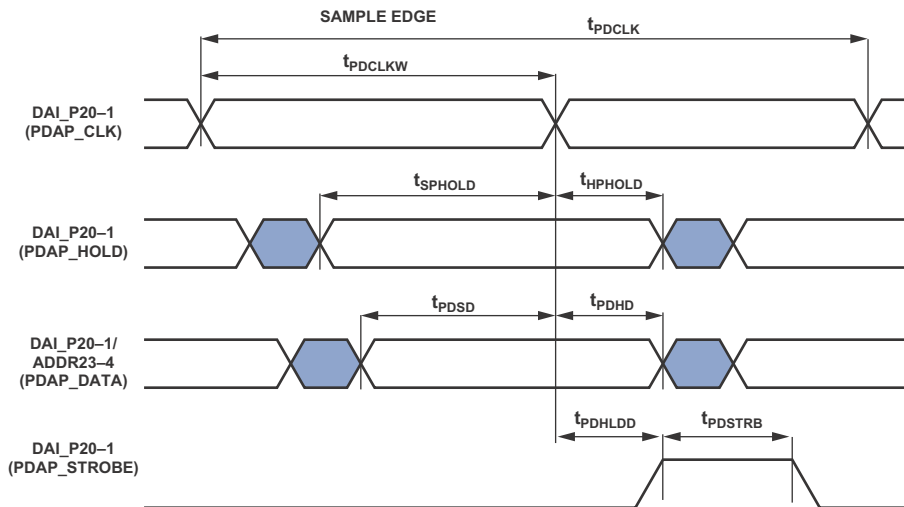 SAMPLE EDGE
tPDCLK
tPDCLKW
DAI_P20–1
(PDAP_CLK)
tSPHOLD
tHPHOLD
DAI_P20–1
(PDAP_HOLD)
tPDSD
tPDHD
DAI_P20–1/
ADDR23–4
(PDAP_DATA)
tPDHLDD
tPDSTRB
DAI_P20–1
(PDAP_STROBE)